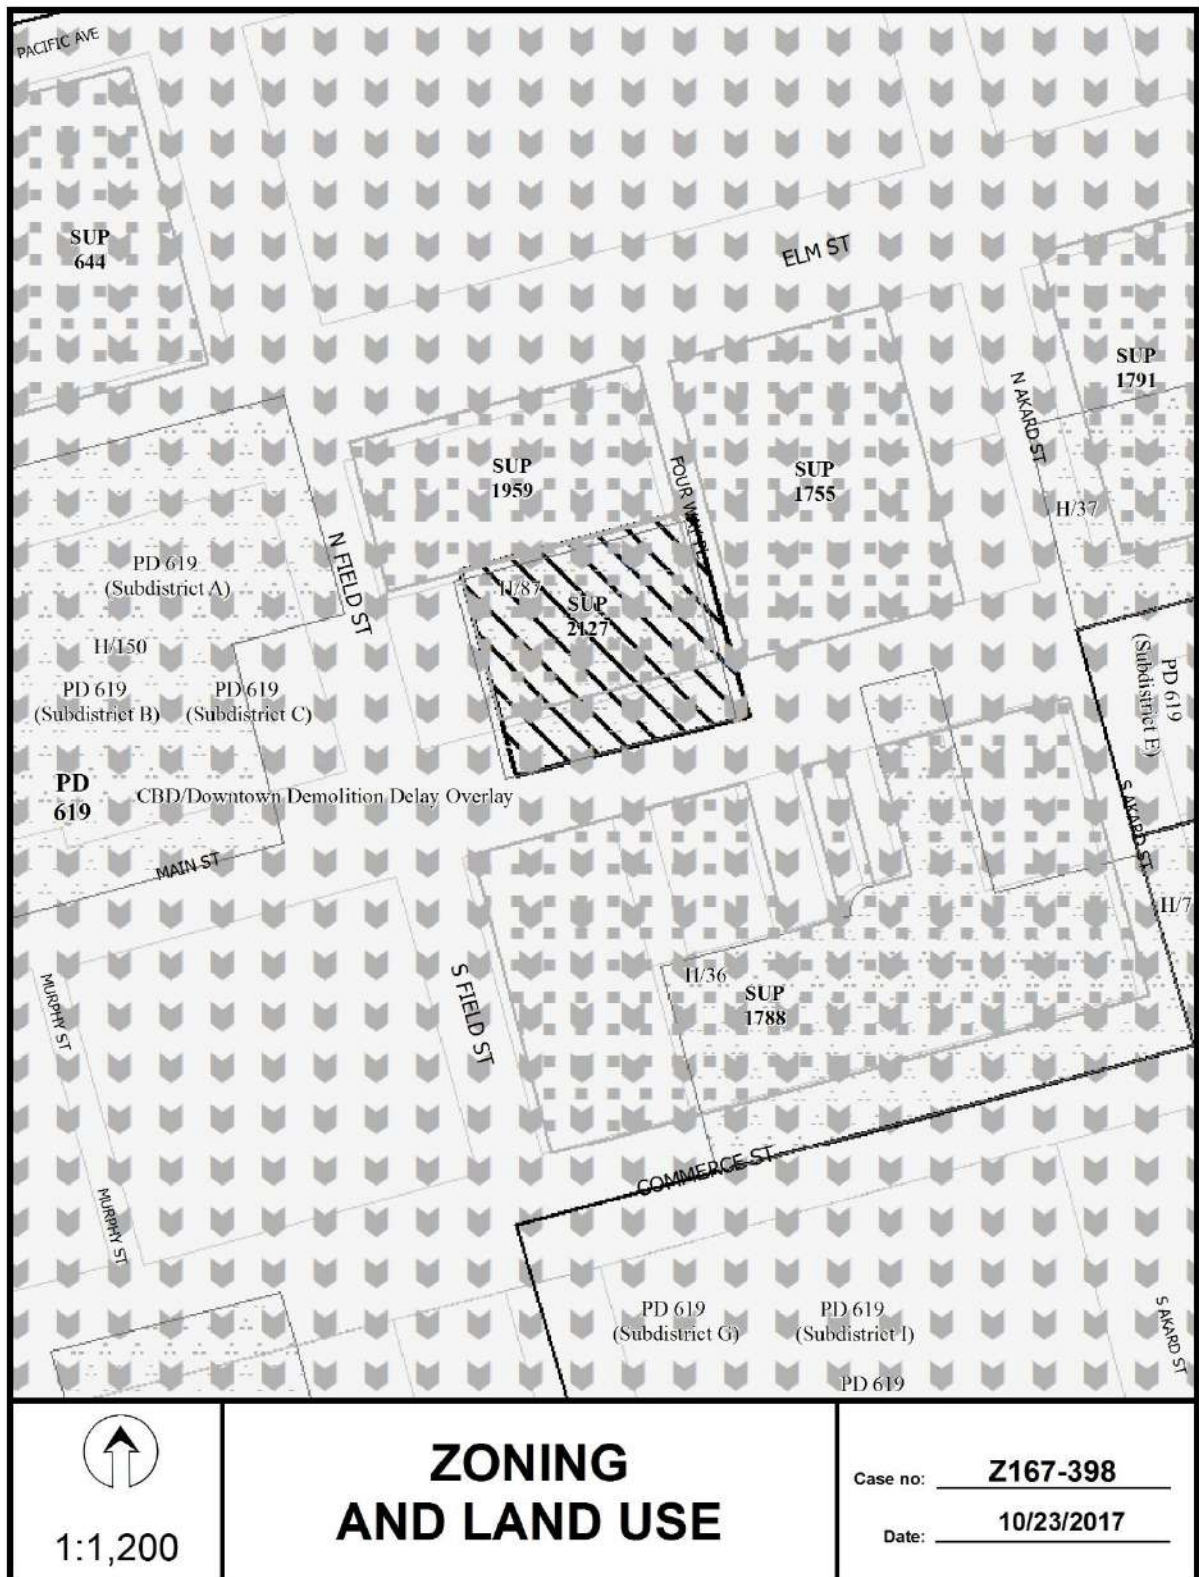 PACIFIC AVE
SUP
644
ELM ST
SUP
1791
N AKARD ST
SUP
1959
FOUR WAY PL
SUP
1755
H/37
N FIELD ST
PD 619
(Subdistrict A)
H/87
SUP
2127
H/150
PD 619
(Subdistrict B)
PD 619
(Subdistrict C)
PD 619
(Subdistrict E)
PD
619
CBD/Downtown Demolition Delay Overlay
S AKARD ST
MAIN ST
H/7
H/36
SUP
1788
MURPHY ST
S FIELD ST
COMMERCE ST
MURPHY ST
PD 619
(Subdistrict G)
PD 619
(Subdistrict I)
S AKARD ST
PD 619
1:1,200
ZONING
AND LAND USE
Case no: Z167-398
Date: 10/23/2017